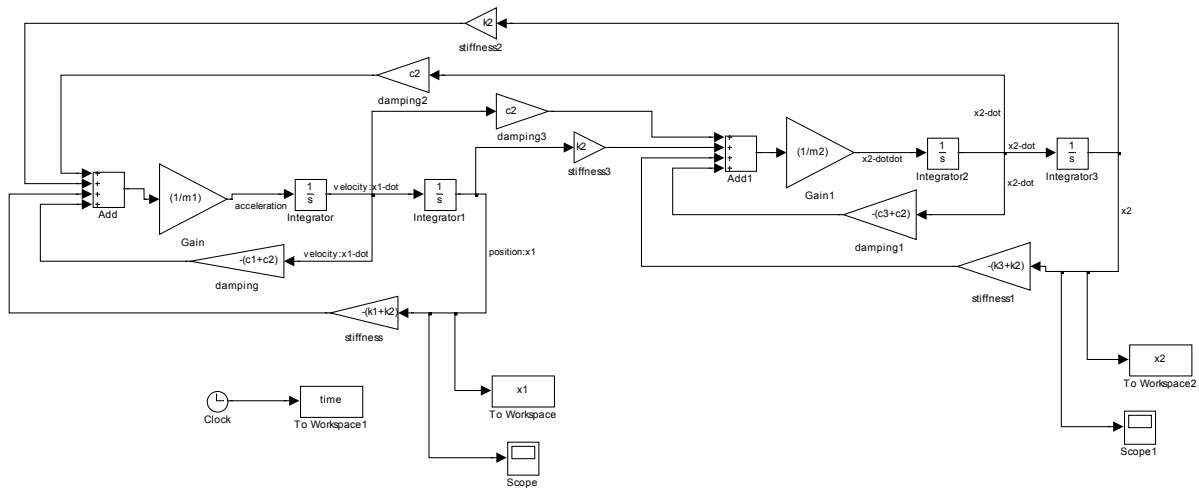 k2
stiffness2
c2
damping2
c2
damping3
k2
stiffness3
x2-dot
+
+
+
+
Add1
(1/m2)
Gain1
x2-dotdot
1
s
Integrator2
x2-dot
x2-dot
1
s
Integrator3
x2
+
+
+
+
Add
(1/m1)
Gain
acceleration
1
s
Integrator
velocity:x1-dot
1
s
Integrator1
-(c3+c2)
damping1
-(c1+c2)
damping
velocity:x1-dot
position:x1
-(k3+k2)
stiffness1
-(k1+k2)
stiffness
x2
To Workspace2
x1
To Workspace
time
To Workspace1
Clock
Scope1
Scope